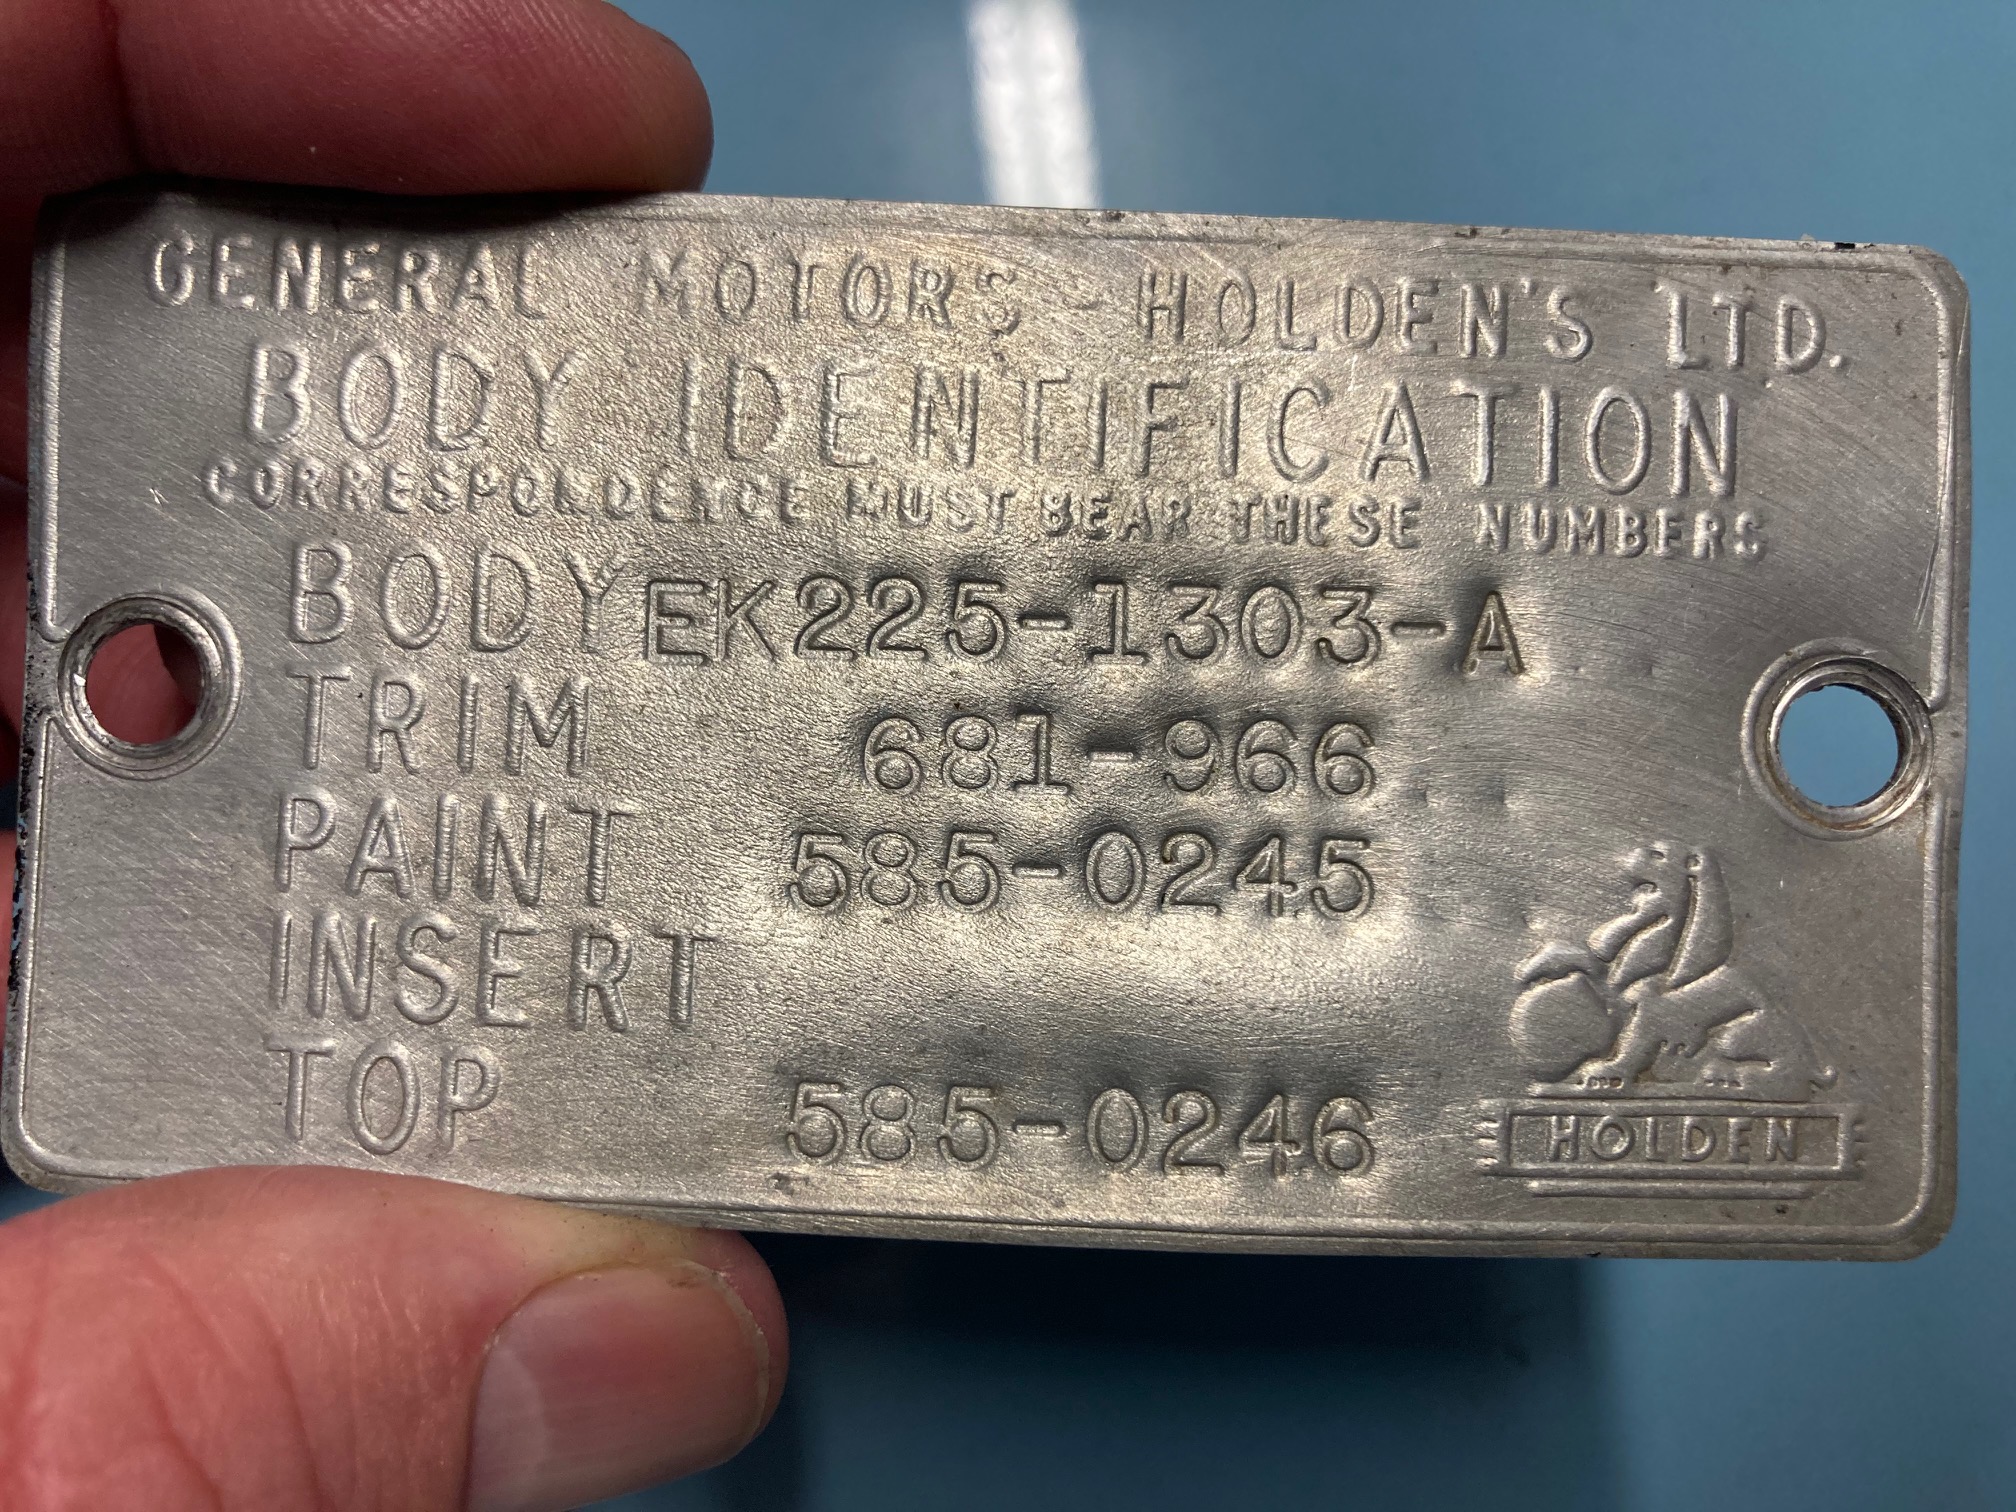 GENERAL MOTORS - HOLDEN'S LTD.
BODY IDENTIFICATION
CORRESPONDENCE MUST BEAR THESE NUMBERS
BODY EK225-1303-A
TRIM 681-966
PAINT 585-0245
INSERT
TOP 585-0246
HOLDEN